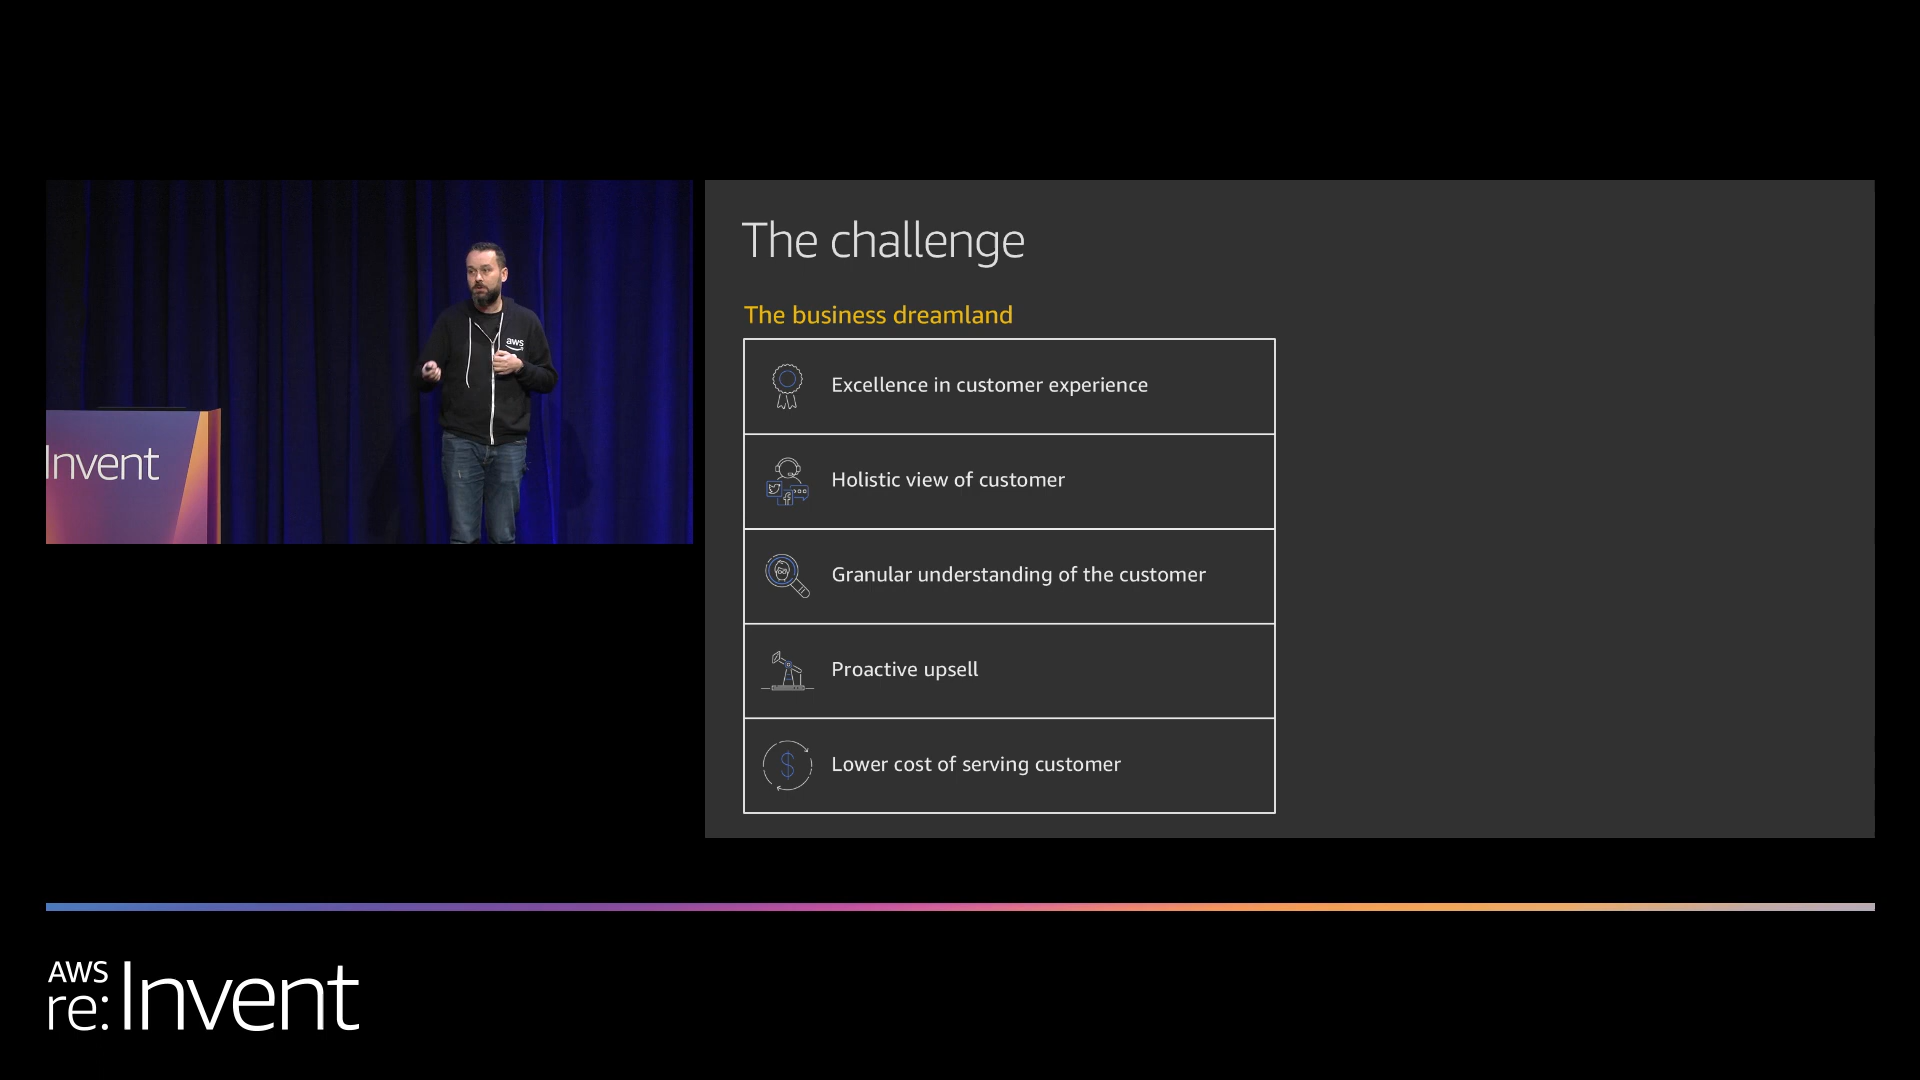 Invent
aws
The challenge
The business dreamland
Excellence in customer experience
Holistic view of customer
Granular understanding of the customer
Proactive upsell
$
Lower cost of serving customer
AWS
re:Invent